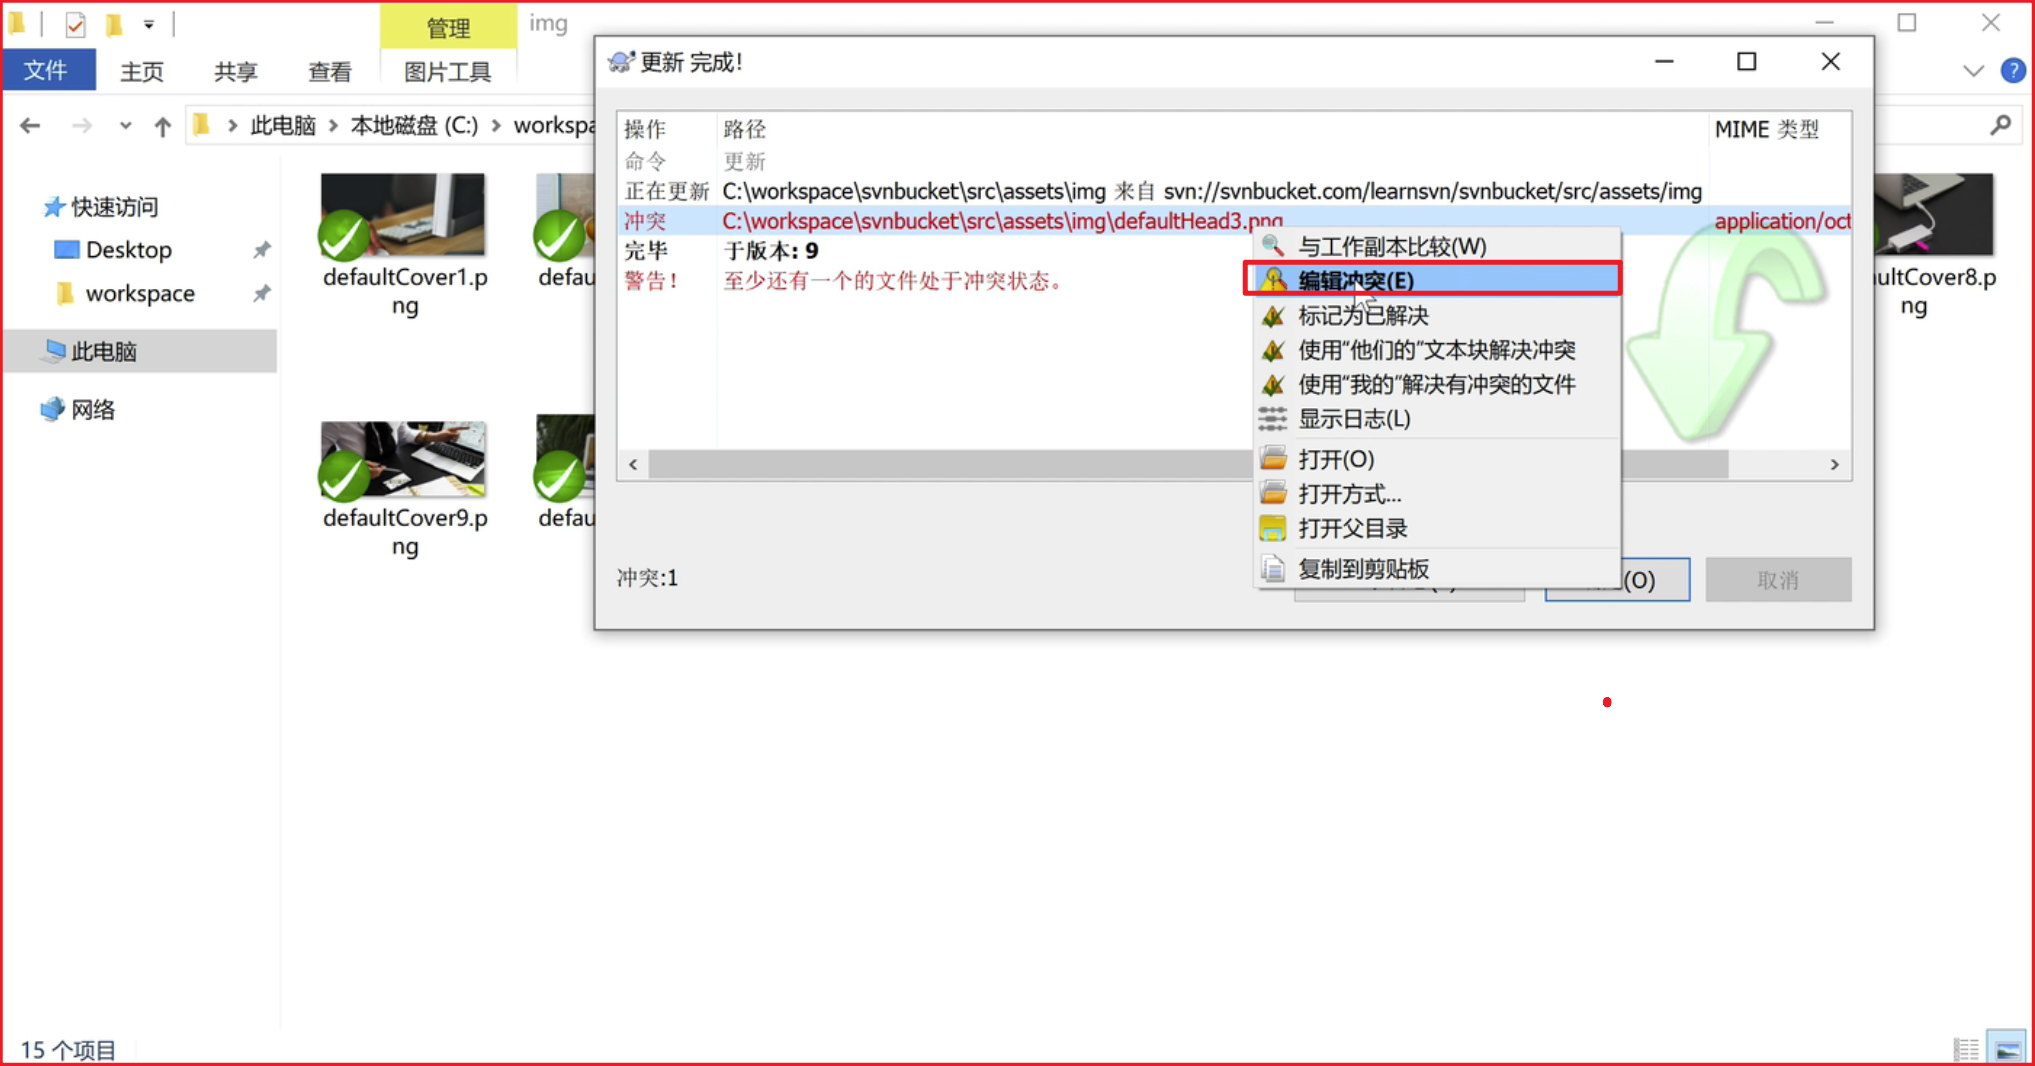 管理
img
文件
主页
共享
查看
图片工具
此电脑
本地磁盘 (C:)
快速访问
Desktop
workspace
此电脑
网络
defaultCover1.p
ng
defau
ultCover8.p
ng
defaultCover9.p
ng
defau
15 个项目
更新 完成!
操作 路径 MIME 类型
命令 更新
正在更新 C:\workspace\svnbucket\src\assets\img 来自 svn://svnbucket.com/learnsvn/svnbucket/src/assets/img
冲突 C:\workspace\svnbucket\src\assets\img\defaultHead3.png application/oct
完毕 于版本: 9
警告! 至少还有一个的文件处于冲突状态。
冲突:1
与工作副本比较(W)
编辑冲突(E)
标记为已解决
使用“他们的”文本块解决冲突
使用“我的”解决有冲突的文件
显示日志(L)
打开(O)
打开方式...
打开父目录
复制到剪贴板
(O)
取消